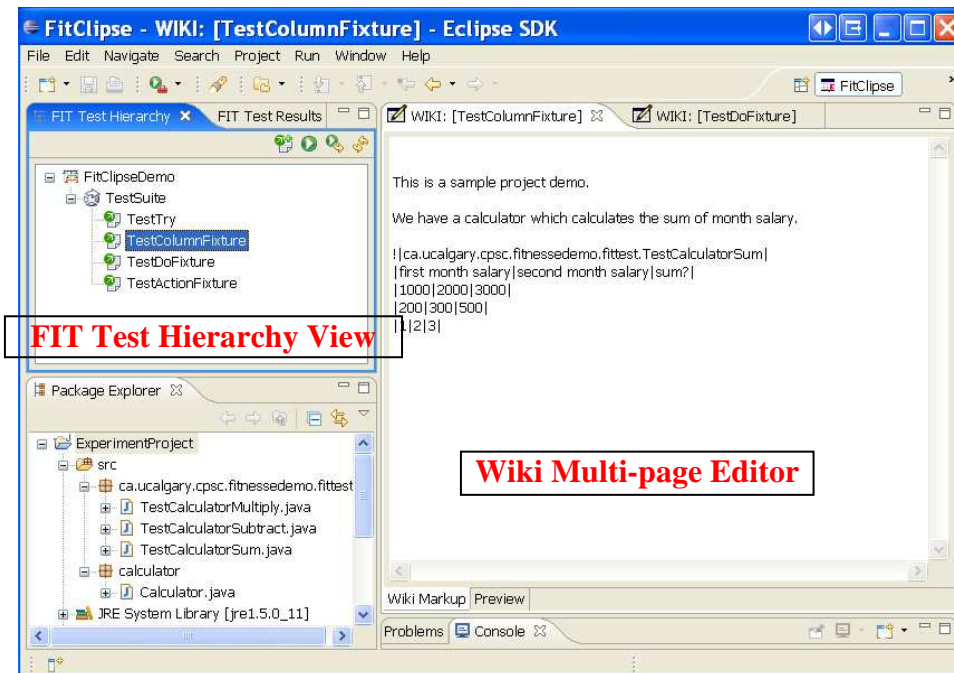 FitClipse - WIKI: [TestColumnFixture] - Eclipse SDK
File Edit Navigate Search Project Run Window Help
FitClipse
FIT Test Hierarchy
FIT Test Results
WIKI: [TestColumnFixture]
WIKI: [TestDoFixture]
FitClipseDemo
TestSuite
TestTry
TestColumnFixture
TestDoFixture
TestActionFixture
FIT Test Hierarchy View
This is a sample project demo.
We have a calculator which calculates the sum of month salary.
!|ca.ucalgary.cpsc.fitnessedemo.fittest.TestCalculatorSum|
|first month salary|second month salary|sum?|
|1000|2000|3000|
|200|300|500|
|1|2|3|
Wiki Multi-page Editor
Package Explorer
ExperimentProject
src
ca.ucalgary.cpsc.fitnessedemo.fittest
TestCalculatorMultiply.java
TestCalculatorSubtract.java
TestCalculatorSum.java
calculator
Calculator.java
JRE System Library [jre1.5.0_11]
Wiki Markup Preview
Problems Console